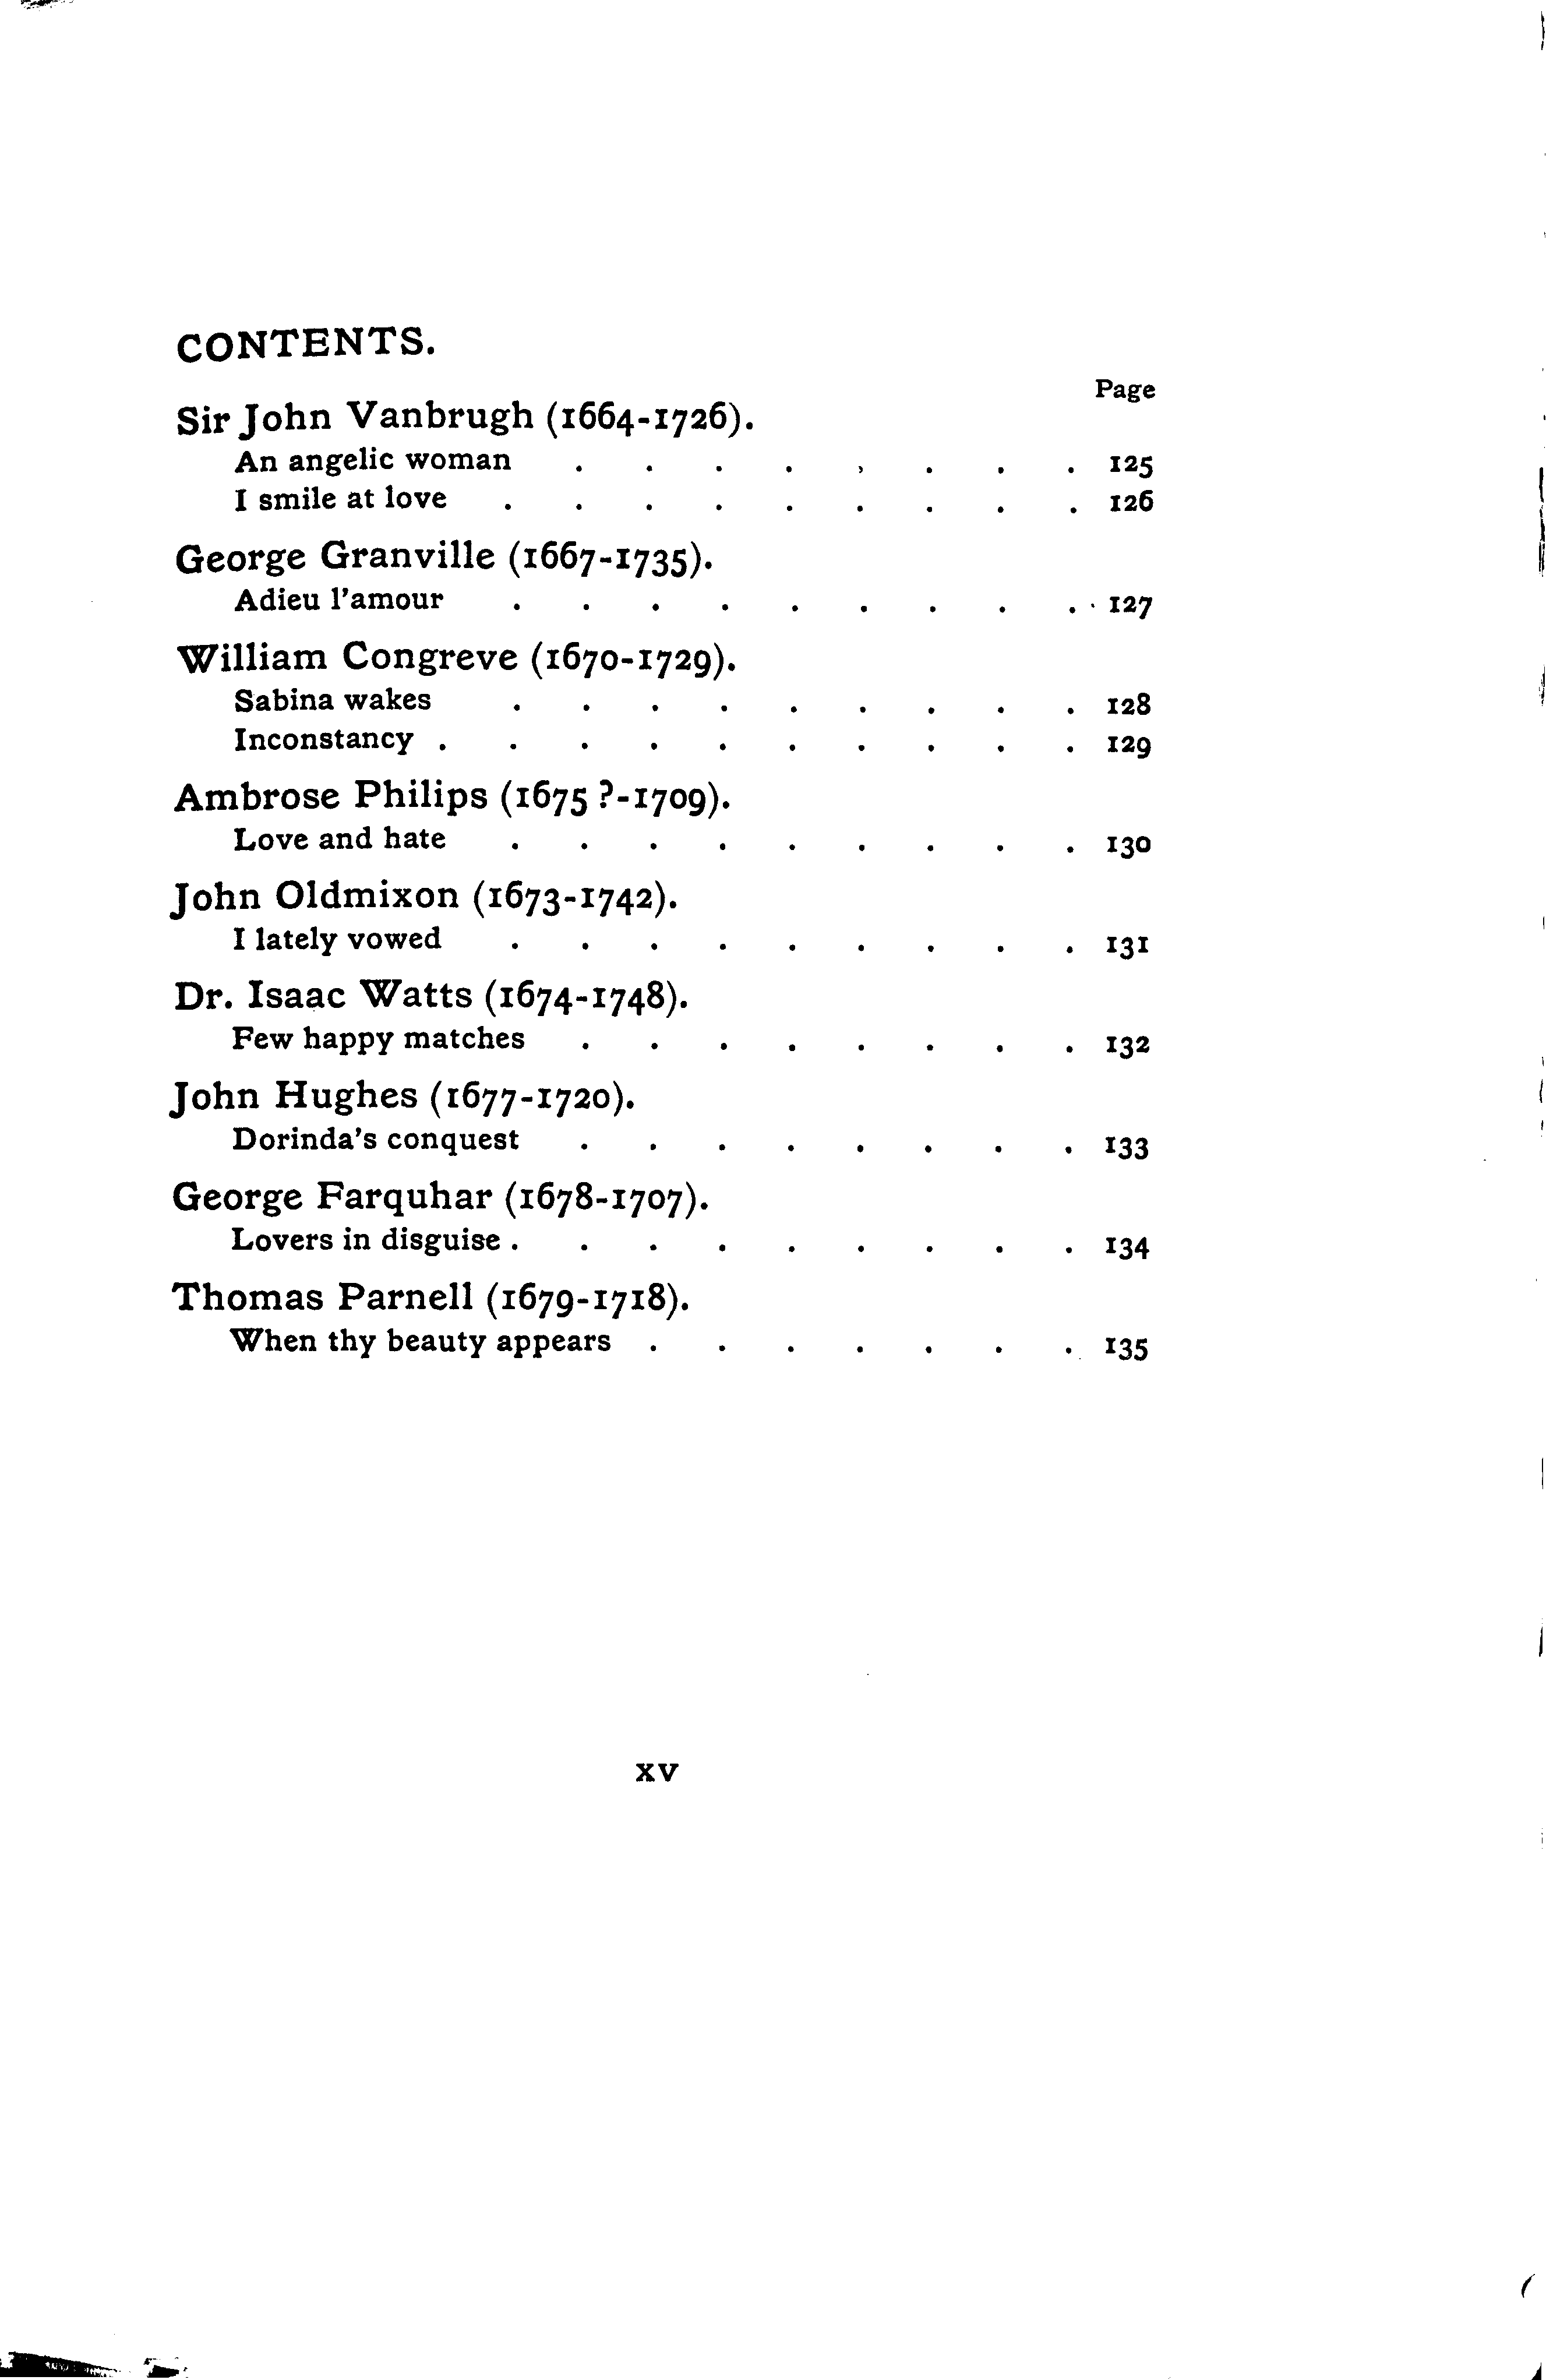 CONTENTS.
Page
Sir John Vanbrugh (1664-1726).
An angelic woman . . . . , . . . 125
I smile at love . . . . . . . . . 126
George Granville (1667-1735).
Adieu l'amour . . . . . . . . . 127
William Congreve (1670-1729).
Sabina wakes . . . . . . . . . 128
Inconstancy . . . . . . . . . . 129
Ambrose Philips (1675 ?-1709).
Love and hate . . . . . . . . . 130
John Oldmixon (1673-1742).
I lately vowed . . . . . . . . . 131
Dr. Isaac Watts (1674-1748).
Few happy matches . . . . . . . . 132
John Hughes (1677-1720).
Dorinda's conquest . . . . . . . . 133
George Farquhar (1678-1707).
Lovers in disguise . . . . . . . . . 134
Thomas Parnell (1679-1718).
When thy beauty appears . . . . . . . 135
xv